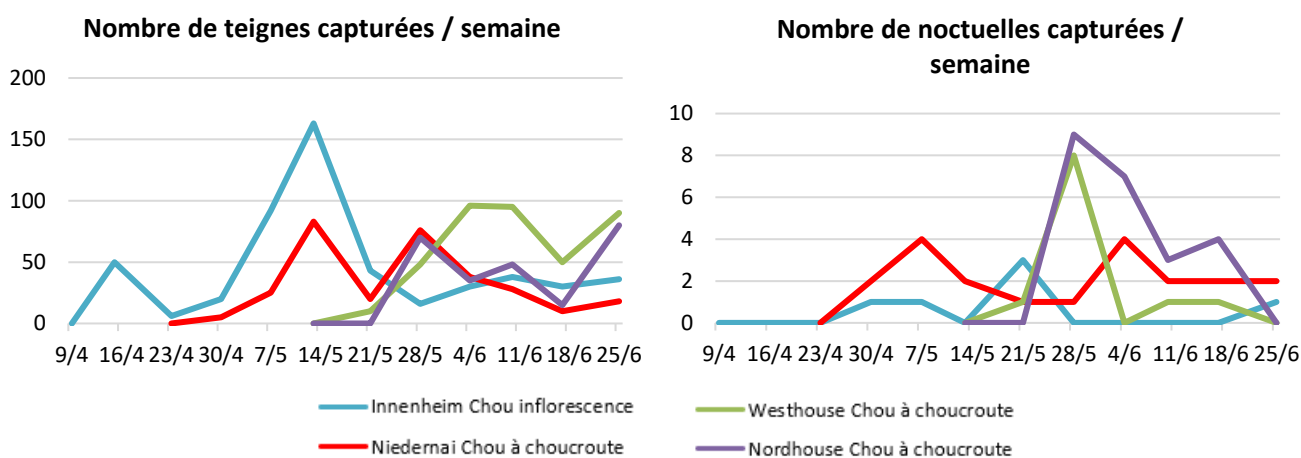 Nombre de teignes capturées / semaine
200
150
100
50
0
9/4 16/4 23/4 30/4 7/5 14/5 21/5 28/5 4/6 11/6 18/6 25/6
Nombre de noctuelles capturées /
semaine
10
8
6
4
2
0
9/4 16/4 23/4 30/4 7/5 14/5 21/5 28/5 4/6 11/6 18/6 25/6
Innenheim Chou inflorescence
Westhouse Chou à choucroute
Niedernai Chou à choucroute
Nordhouse Chou à choucroute